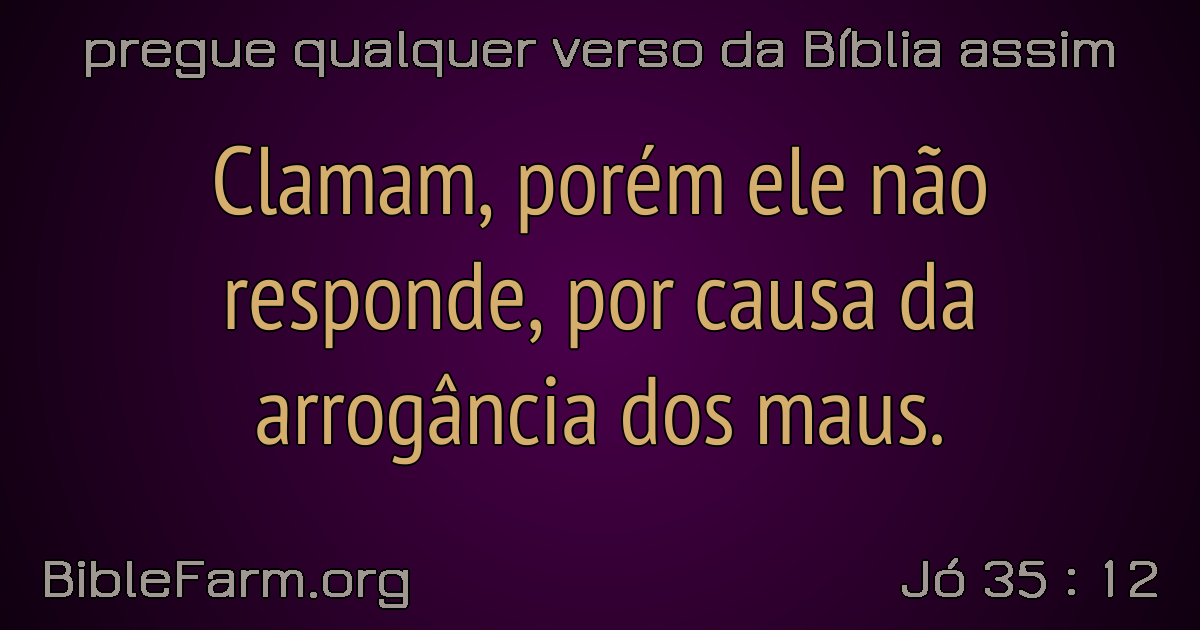 pregue qualquer verso da Bíblia assim
Clamam, porém ele não
responde, por causa da
arrogância dos maus.
BibleFarm.org
Jó 35 : 12